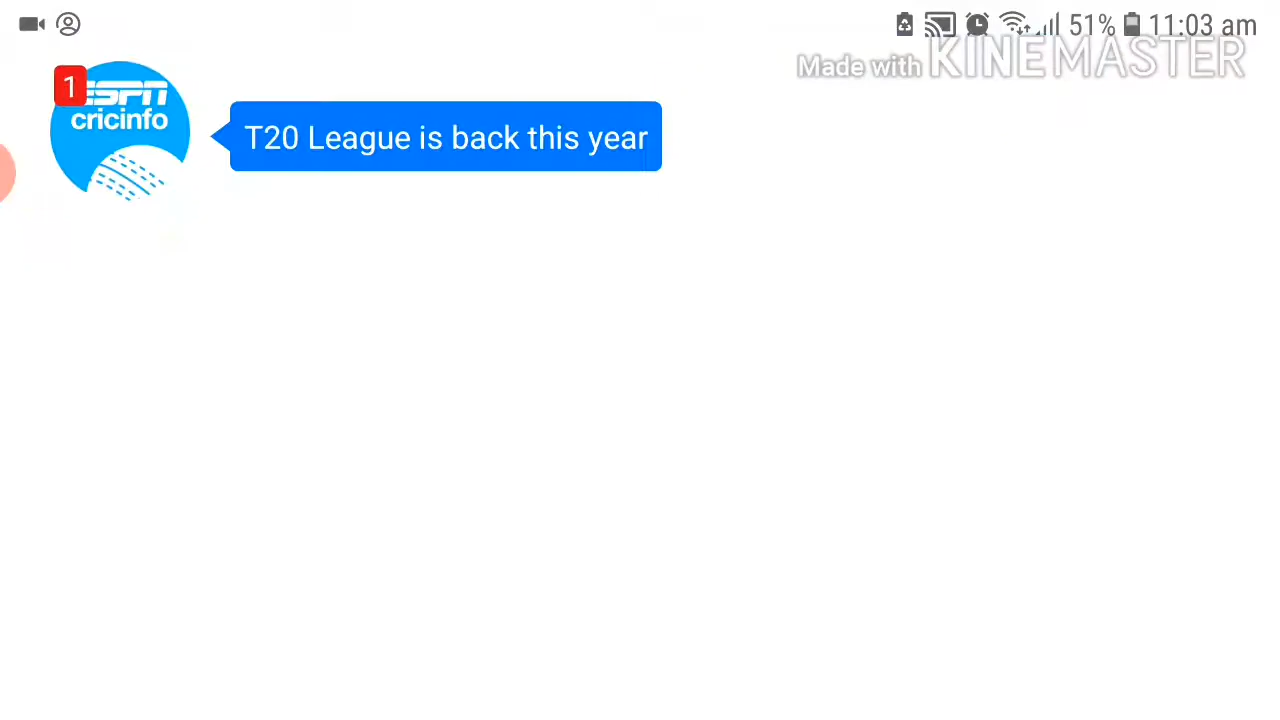 51% 11:03 am
Made with KINEMASTER
1
ESPN
cricinfo
T20 League is back this year